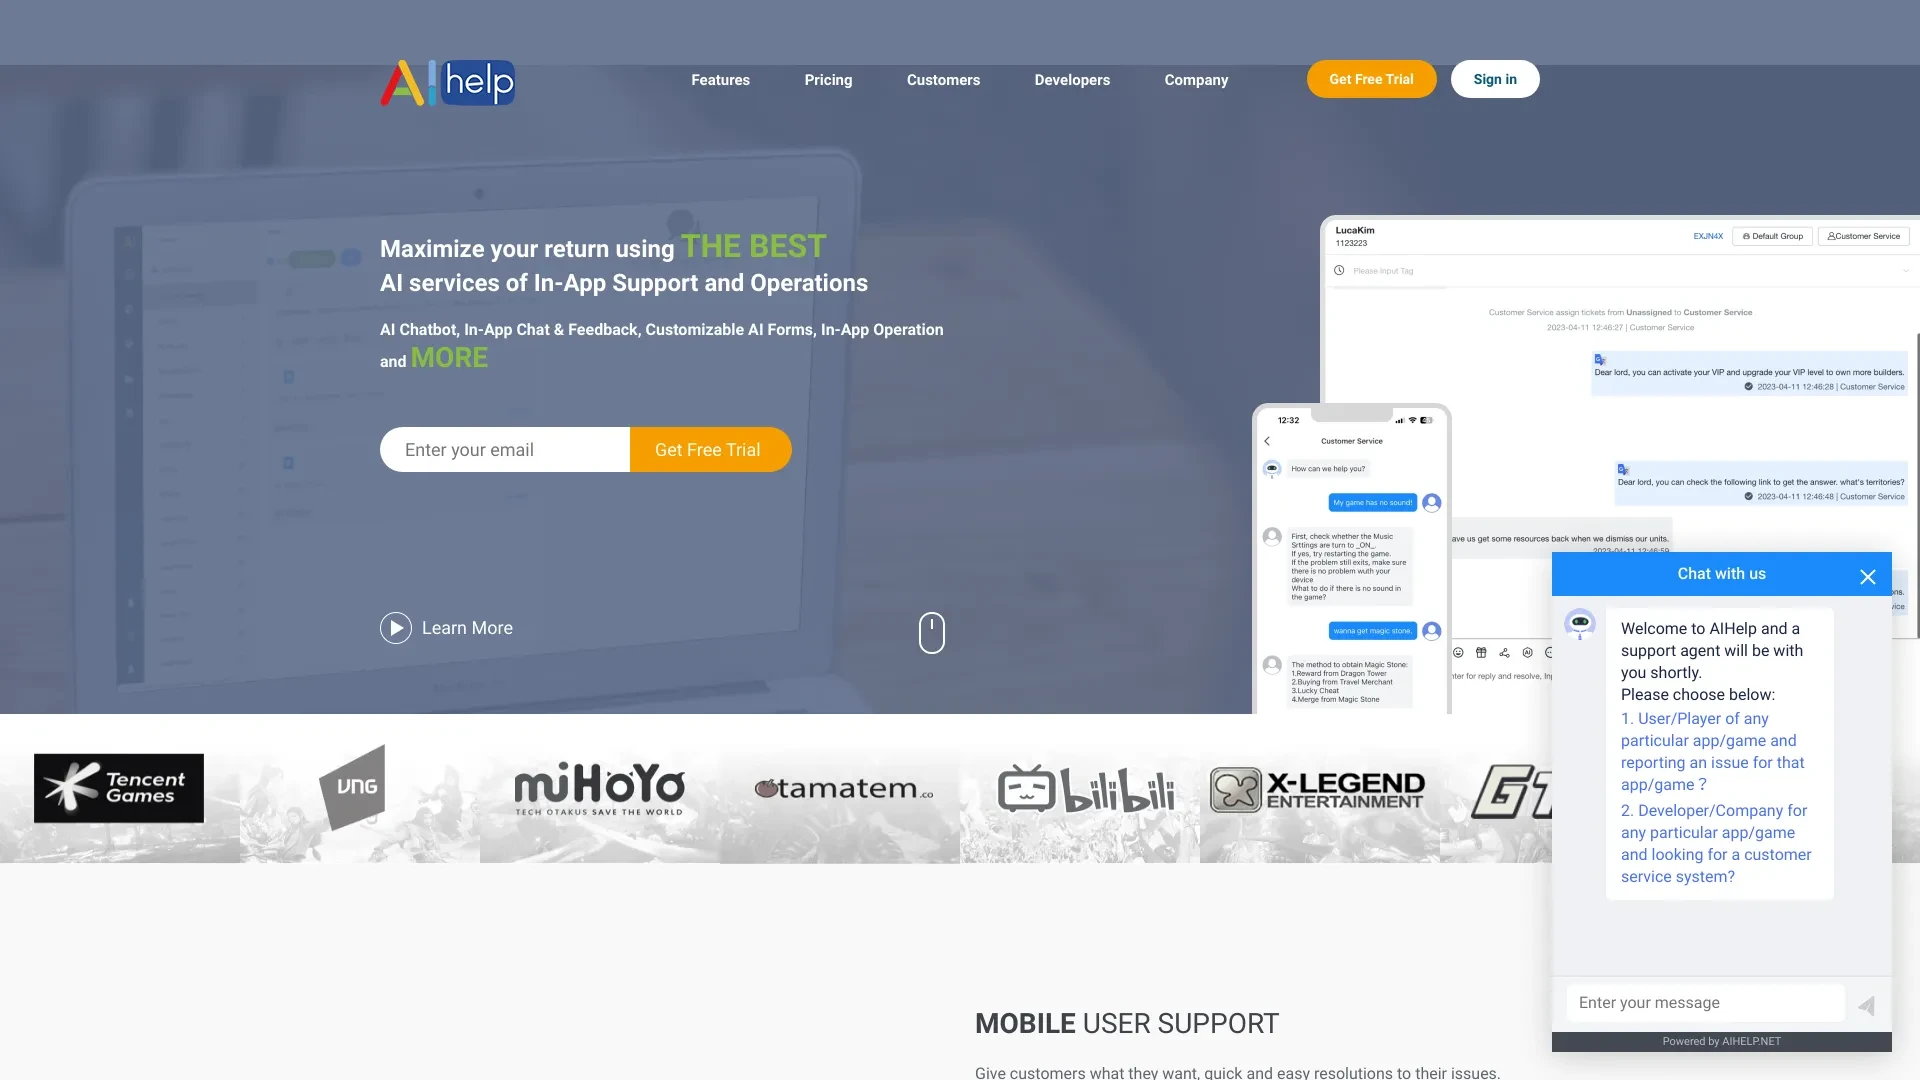 AI help
Features
Pricing
Customers
Developers
Company
Get Free Trial
Sign in
Maximize your return using THE BEST
AI services of In-App Support and Operations
AI Chatbot, In-App Chat & Feedback, Customizable AI Forms, In-App Operation
and MORE
Enter your email
Get Free Trial
Learn More
LucaKim
1123223
EXJN4X
Default Group
Customer Service
Please Input Tag
Customer Service assign tickets from Unassigned to Customer Service
2023-04-11 12:46:27 | Customer Service
Dear lord, you can activate your VIP and upgrade your VIP level to own more builders.
2023-04-11 12:46:28 | Customer Service
Dear lord, you can check the following link to get the answer. what's territories?
2023-04-11 12:46:48 | Customer Service
ave us get some resources back when we dismiss our units.
2023-04-11 12:46:59
ons.
vice
nter for reply and resolve,
12:32
Customer Service
How can we help you?
My game has no sound!
First, check whether the Music
Srttings are turn to _ON_.
If yes, try restarting the game.
If the problem still exits, make sure
there is no problem wuth your
device
What to do if there is no sound in
the game?
wanna get magic stone.
The method to obtain Magic Stone:
1.Reward from Dragon Tower
2.Buying from Travel Merchant
3.Lucky Cheat
4.Merge from Magic Stone
Tencent
Games
VNG
miHoYo
TECH OTAKUS SAVE THE WORLD
tamatem.co
bilibili
X-LEGEND
ENTERTAINMENT
Chat with us
Welcome to AIHelp and a
support agent will be with
you shortly.
Please choose below:
1. User/Player of any
particular app/game and
reporting an issue for that
app/game？
2. Developer/Company for
any particular app/game
and looking for a customer
service system?
Enter your message
Powered by AIHELP.NET
MOBILE USER SUPPORT
Give customers what they want, quick and easy resolutions to their issues.